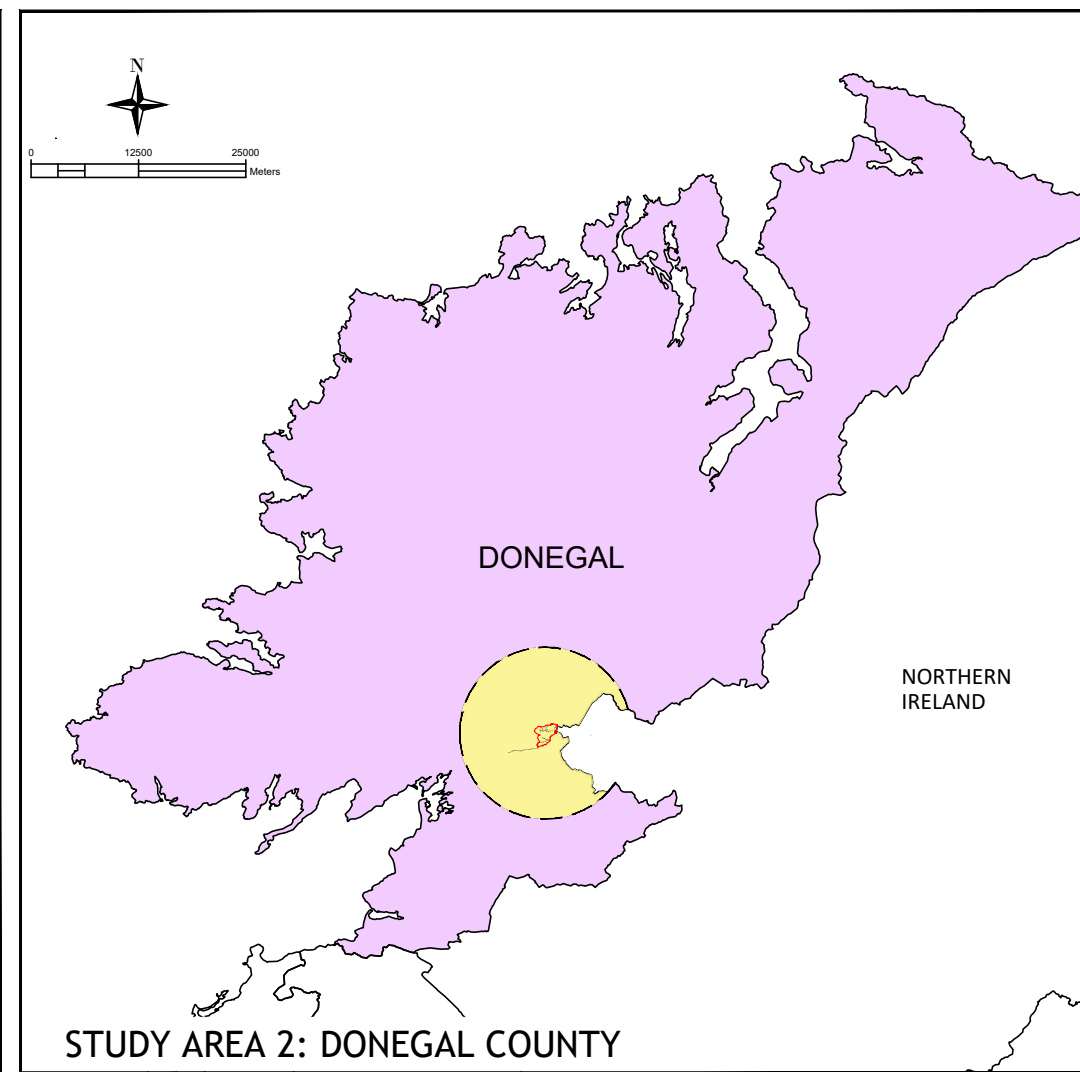 N
0 12500 25000
Meters
DONEGAL
NORTHERN
IRELAND
STUDY AREA 2: DONEGAL COUNTY